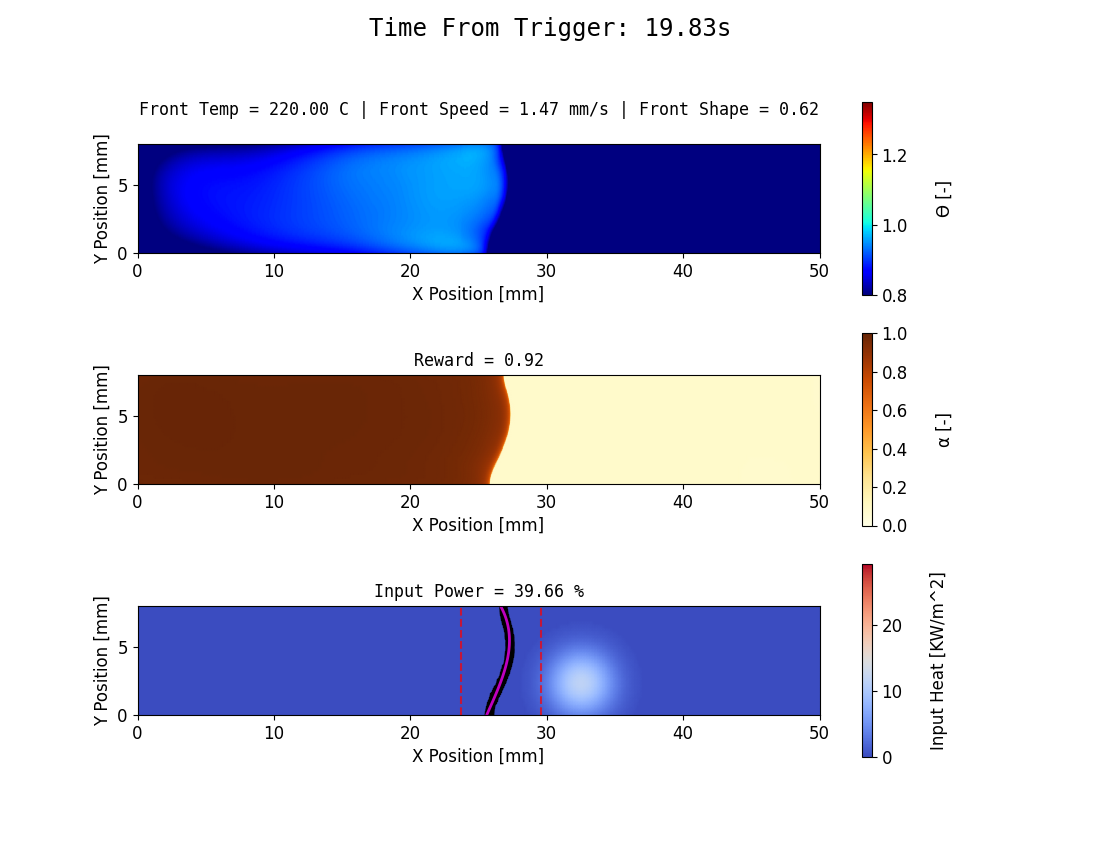 Time From Trigger: 19.83s
Front Temp = 220.00 C | Front Speed = 1.47 mm/s | Front Shape = 0.62
Y Position [mm]
5
0
0 10 20 30 40 50
X Position [mm]
1.2
1.0
0.8
Θ [-]
Reward = 0.92
Y Position [mm]
5
0
0 10 20 30 40 50
X Position [mm]
1.0
0.8
0.6
0.4
0.2
0.0
α [-]
Input Power = 39.66 %
Y Position [mm]
5
0
0 10 20 30 40 50
X Position [mm]
20
10
0
Input Heat [KW/m^2]